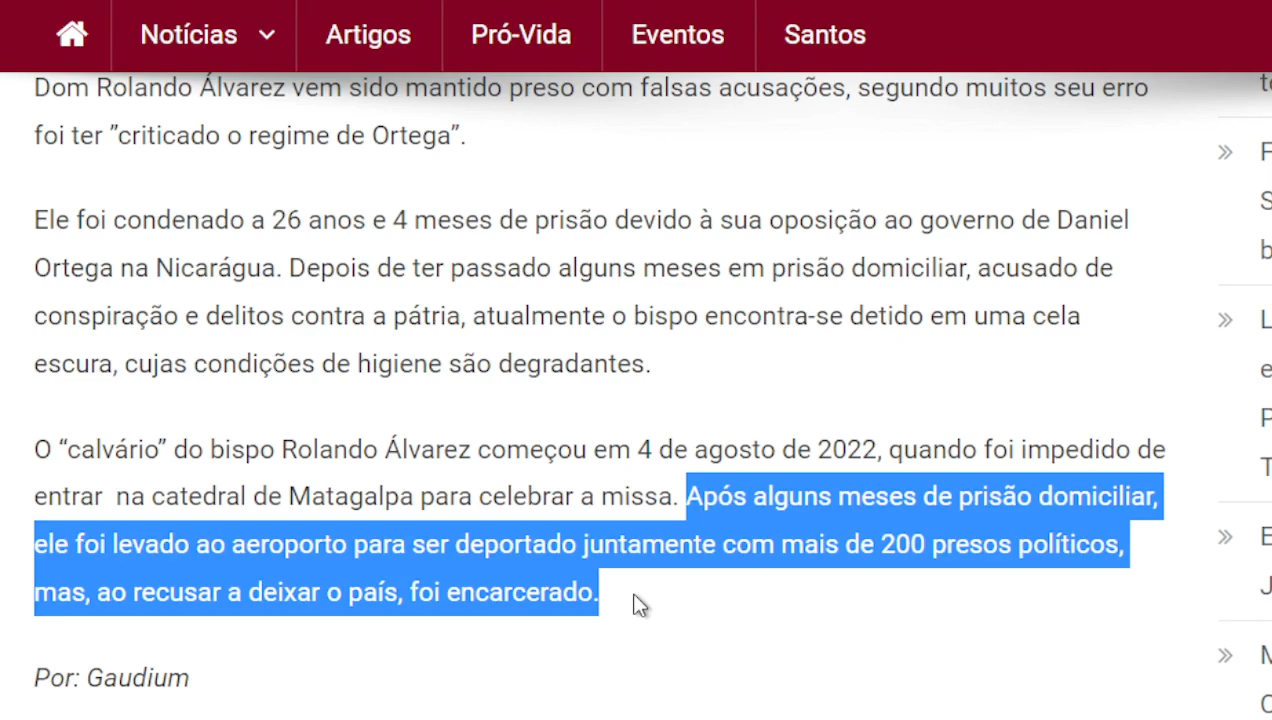 Notícias Artigos Pró-Vida Eventos Santos
Dom Rolando Álvarez vem sido mantido preso com falsas acusações, segundo muitos seu erro
foi ter ”criticado o regime de Ortega”.
Ele foi condenado a 26 anos e 4 meses de prisão devido à sua oposição ao governo de Daniel
Ortega na Nicarágua. Depois de ter passado alguns meses em prisão domiciliar, acusado de
conspiração e delitos contra a pátria, atualmente o bispo encontra-se detido em uma cela
escura, cujas condições de higiene são degradantes.
O “calvário” do bispo Rolando Álvarez começou em 4 de agosto de 2022, quando foi impedido de
entrar na catedral de Matagalpa para celebrar a missa. Após alguns meses de prisão domiciliar,
ele foi levado ao aeroporto para ser deportado juntamente com mais de 200 presos políticos,
mas, ao recusar a deixar o país, foi encarcerado.
Por: Gaudium